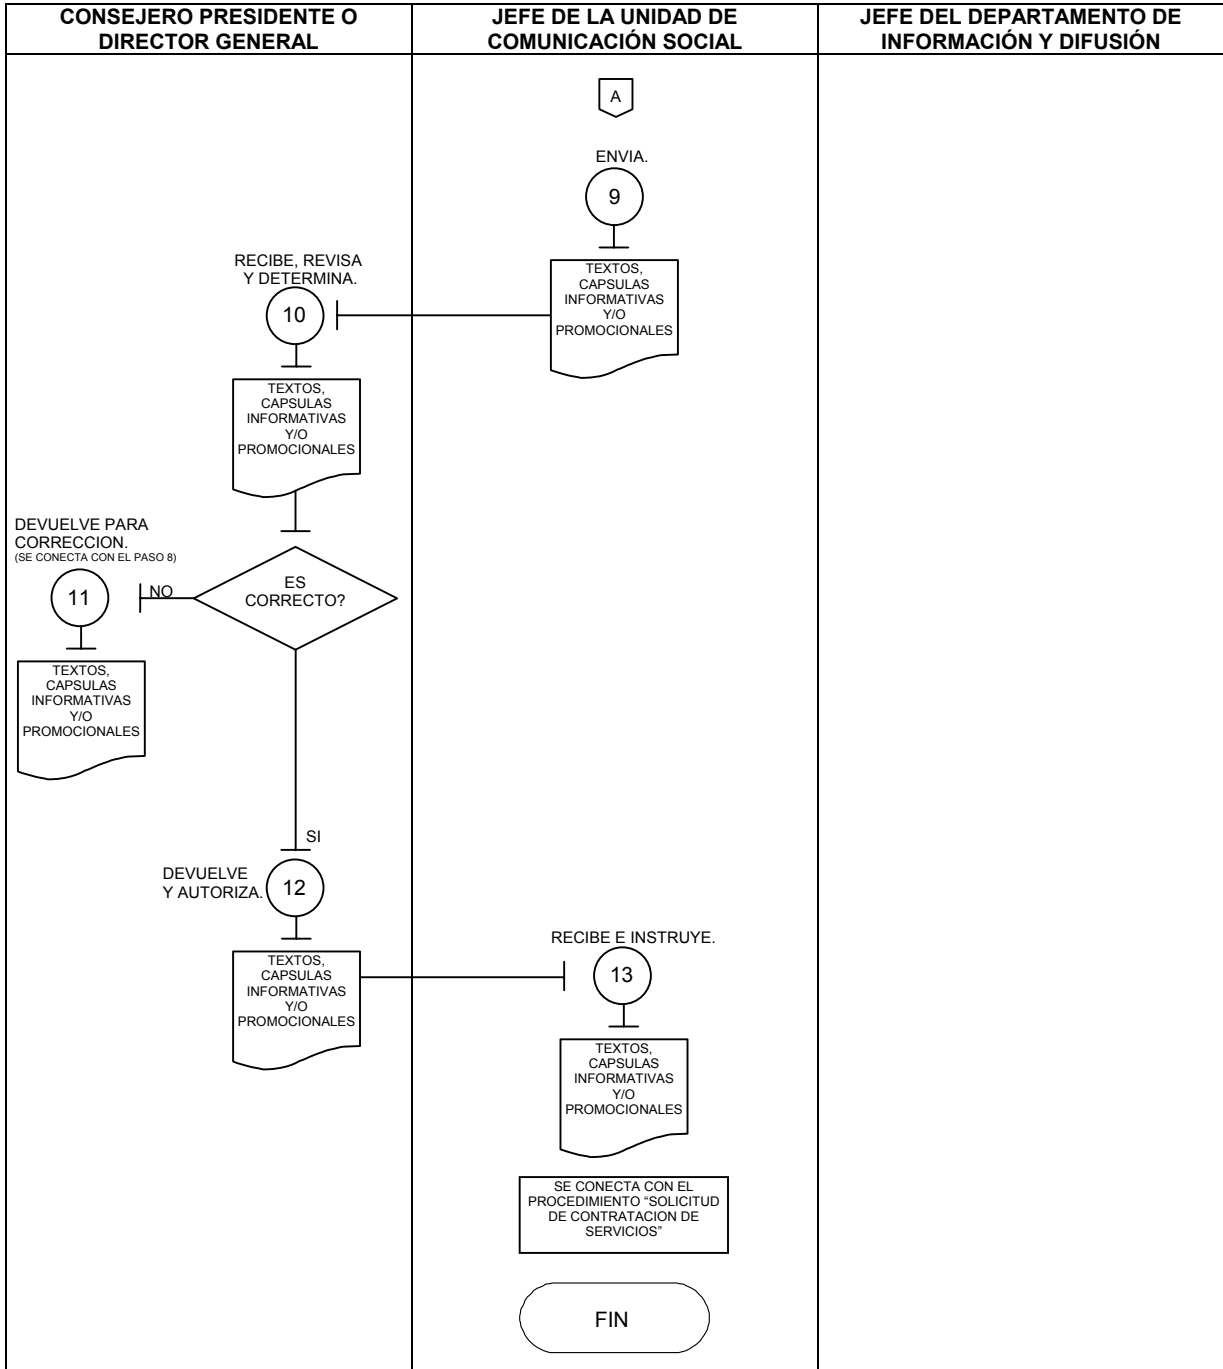 CONSEJERO PRESIDENTE O
DIRECTOR GENERAL
JEFE DE LA UNIDAD DE
COMUNICACIÓN SOCIAL
JEFE DEL DEPARTAMENTO DE
INFORMACIÓN Y DIFUSIÓN
A
ENVIA.
9
TEXTOS,
CAPSULAS
INFORMATIVAS
Y/O
PROMOCIONALES
RECIBE, REVISA
Y DETERMINA.
10
TEXTOS,
CAPSULAS
INFORMATIVAS
Y/O
PROMOCIONALES
DEVUELVE PARA
CORRECCION.
(SE CONECTA CON EL PASO 8)
11
NO
ES
CORRECTO?
TEXTOS,
CAPSULAS
INFORMATIVAS
Y/O
PROMOCIONALES
SI
DEVUELVE
Y AUTORIZA.
12
TEXTOS,
CAPSULAS
INFORMATIVAS
Y/O
PROMOCIONALES
RECIBE E INSTRUYE.
13
TEXTOS,
CAPSULAS
INFORMATIVAS
Y/O
PROMOCIONALES
SE CONECTA CON EL
PROCEDIMIENTO “SOLICITUD
DE CONTRATACION DE
SERVICIOS”
FIN